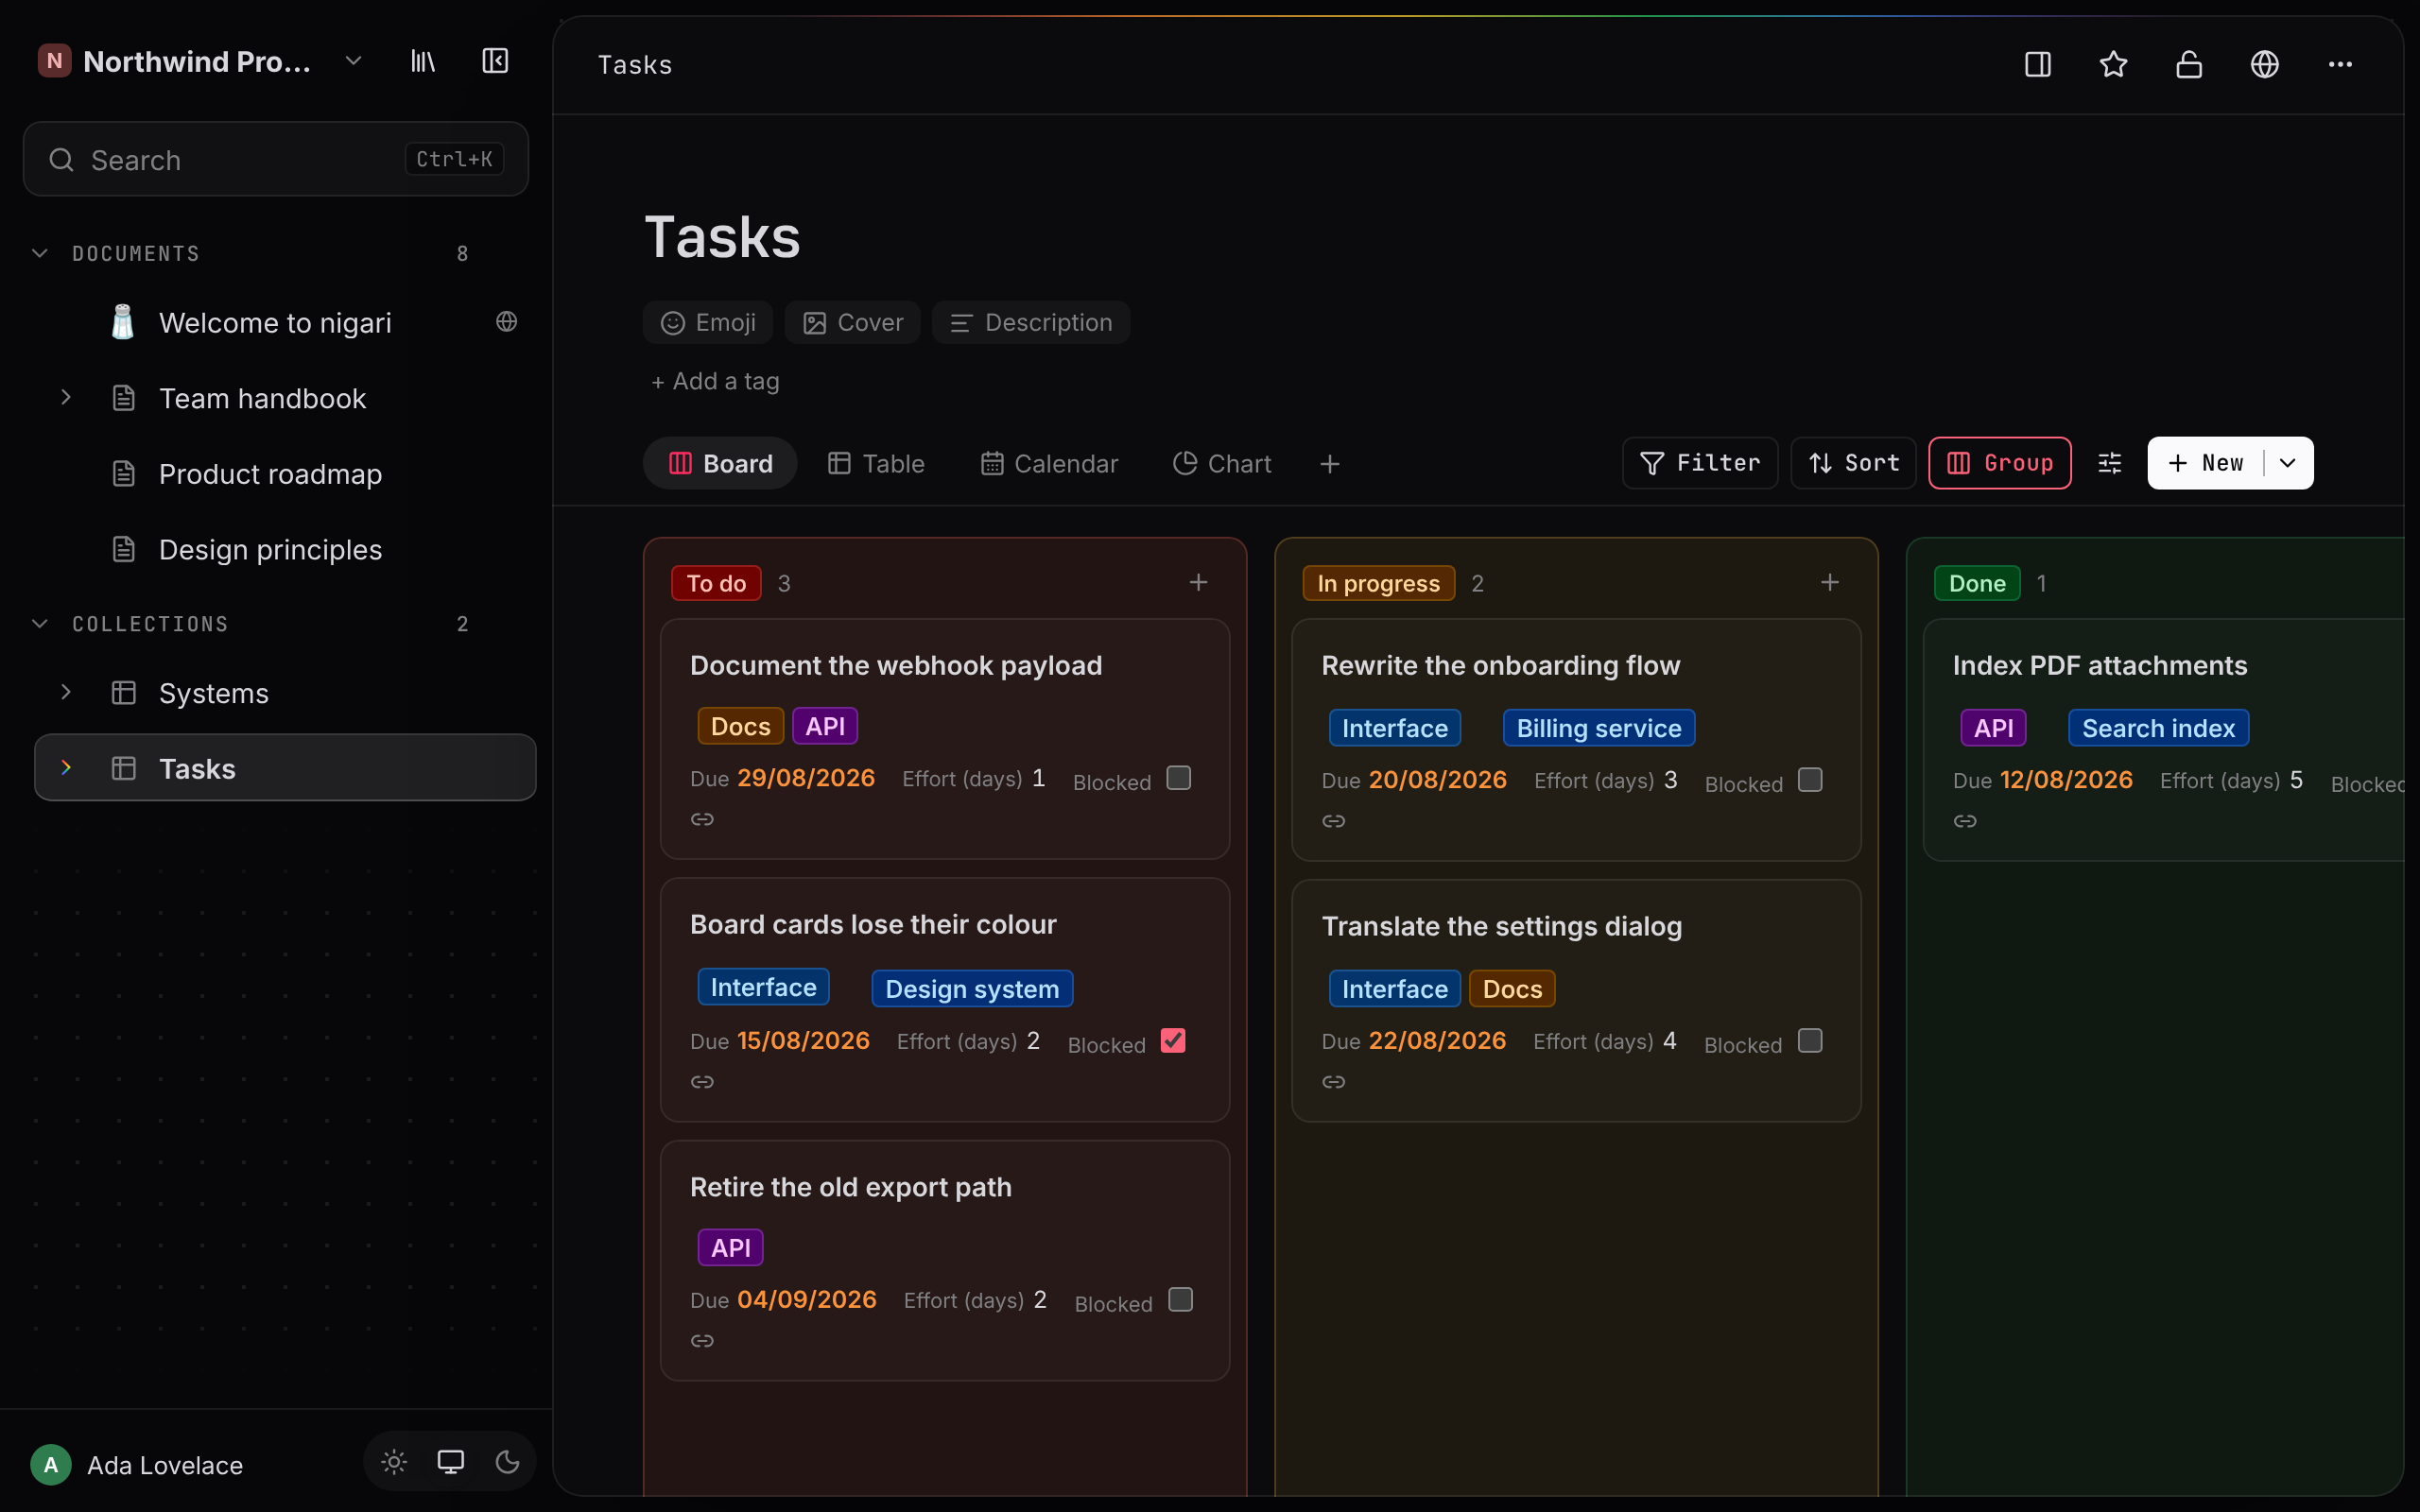 N Northwind Pro...
Search Ctrl+K
DOCUMENTS 8
Welcome to nigari
Team handbook
Product roadmap
Design principles
COLLECTIONS 2
Systems
Tasks
A Ada Lovelace
Tasks
Tasks
Emoji Cover Description
+ Add a tag
Board Table Calendar Chart
Filter Sort Group New
To do 3
Document the webhook payload
Docs API
Due 29/08/2026 Effort (days) 1 Blocked
Board cards lose their colour
Interface Design system
Due 15/08/2026 Effort (days) 2 Blocked
Retire the old export path
API
Due 04/09/2026 Effort (days) 2 Blocked
In progress 2
Rewrite the onboarding flow
Interface Billing service
Due 20/08/2026 Effort (days) 3 Blocked
Translate the settings dialog
Interface Docs
Due 22/08/2026 Effort (days) 4 Blocked
Done 1
Index PDF attachments
API Search index
Due 12/08/2026 Effort (days) 5 Blocked